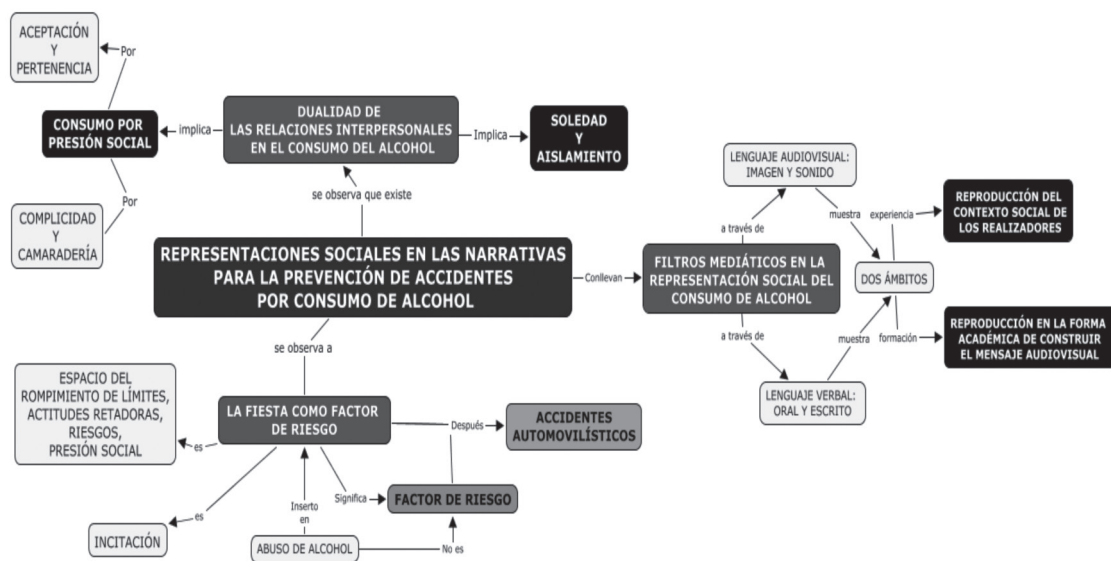 ACEPTACIÓN
Y
PERTENENCIA
Por
CONSUMO POR
PRESIÓN SOCIAL
implica
DUALIDAD DE
LAS RELACIONES INTERPERSONALES
EN EL CONSUMO DEL ALCOHOL
Implica
SOLEDAD
Y
AISLAMIENTO
Por
COMPLICIDAD
Y
CAMARADERÍA
se observa que existe
REPRESENTACIONES SOCIALES EN LAS NARRATIVAS
PARA LA PREVENCIÓN DE ACCIDENTES
POR CONSUMO DE ALCOHOL
Conllevan
FILTROS MEDIÁTICOS EN LA
REPRESENTACIÓN SOCIAL DEL
CONSUMO DE ALCOHOL
a través de
LENGUAJE AUDIOVISUAL:
IMAGEN Y SONIDO
muestra
experiencia
REPRODUCCIÓN DEL
CONTEXTO SOCIAL DE
LOS REALIZADORES
DOS ÁMBITOS
a través de
muestra
formación
REPRODUCCIÓN EN LA FORMA
ACADÉMICA DE CONSTRUIR
EL MENSAJE AUDIOVISUAL
LENGUAJE VERBAL:
ORAL Y ESCRITO
se observa a
ESPACIO DEL
ROMPIMIENTO DE LÍMITES,
ACTITUDES RETADORAS,
RIESGOS,
PRESIÓN SOCIAL
es
LA FIESTA COMO FACTOR
DE RIESGO
Después
ACCIDENTES
AUTOMOVILÍSTICOS
es
INCITACIÓN
Inserto
en
Significa
FACTOR DE RIESGO
ABUSO DE ALCOHOL
No es